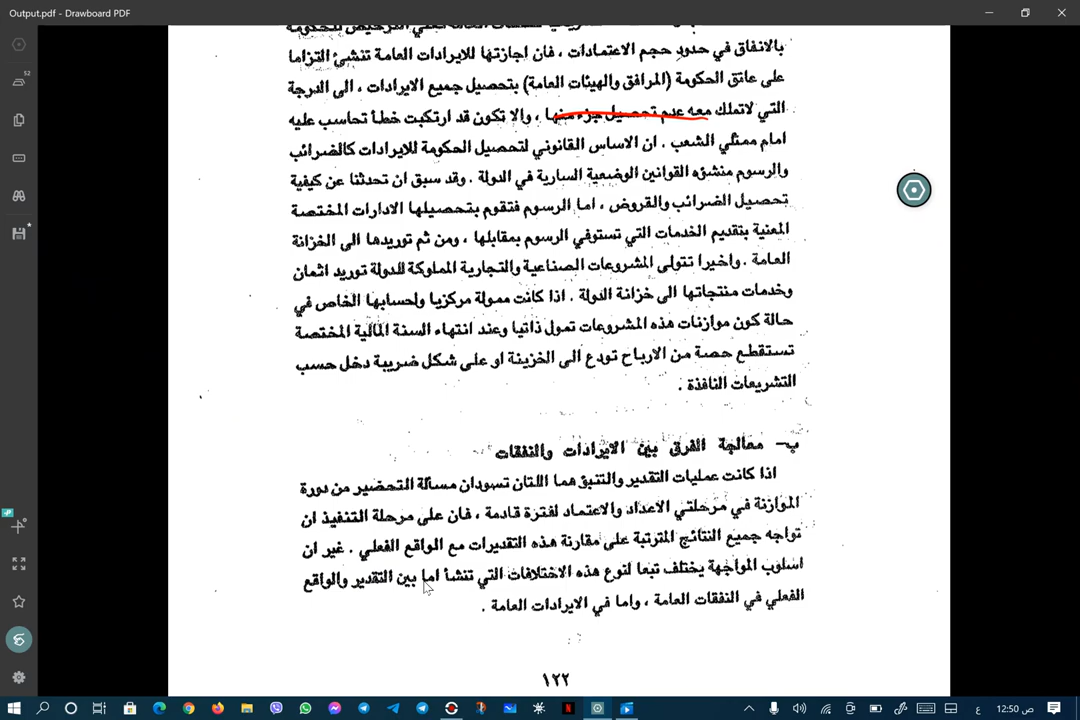 Output.pdf - Drawboard PDF
للحكومة
بالانفاق في حدود حجم الاعتمادات ، فان اجازتها للايرادات العامة تنشئ التزاما
على عاتق الحكومة (المرافق والهيئات العامة) بتحصيل جميع الايرادات ، الى الدرجة
التي لاتملك معه عدم تحصيل جزء منها ، والا تكون قد ارتكبت خطأ تحاسب عليه
امام ممثلي الشعب . ان الاساس القانوني لتحصيل الحكومة للايرادات كالضرائب
والرسوم منشؤه القوانين الوضعية السارية في الدولة . وقد سبق ان تحدثنا عن كيفية
تحصيل الضرائب والقروض ، اما الرسوم فتقوم بتحصيلها الادارات المختصة
المعنية بتقديم الخدمات التي تستوفي الرسوم بمقابلها ، ومن ثم توريدها الى الخزانة
العامة . واخيرا تتولى المشروعات الصناعية والتجارية المملوكة للدولة توريد اثمان
وخدمات منتجاتها الى خزانة الدولة . اذا كانت ممولة مركزيا ولحسابها الخاص في
حالة كون موازنات هذه المشروعات تمول ذاتيا وعند انتهاء السنة المالية المختصة
تستقطع حصة من الارباح تودع الى الخزينة او على شكل ضريبة دخل حسب
التشريعات النافذة .
ب- معالجة الفرق بين الايرادات والنفقات
اذا كانت عمليات التقدير والتنبؤ هما اللتان تسودان مسألة التحضير من دورة
الموازنة في مرحلتي الاعداد والاعتماد لفترة قادمة ، فان على مرحلة التنفيذ ان
تواجه جميع النتائج المترتبة على مقارنة هذه التقديرات مع الواقع الفعلي . غير ان
اسلوب المواجهة يختلف تبعا لنوع هذه الاختلافات التي تنشأ اما بين التقدير والواقع
الفعلي في النفقات العامة ، واما في الايرادات العامة .
١٢٢
52
12:50 ص
ع